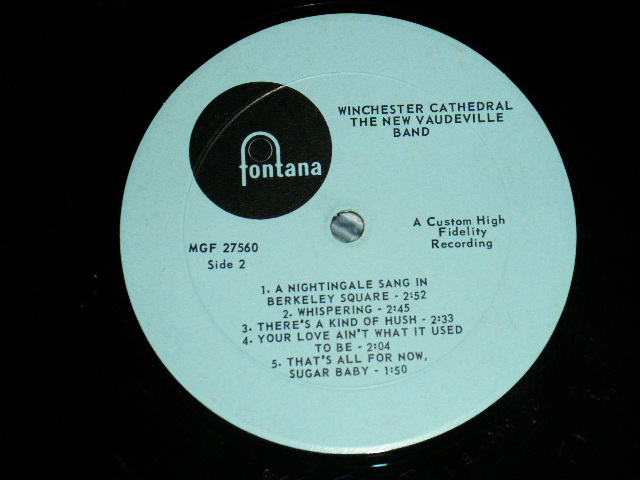 WINCHESTER CATHEDRAL
THE NEW VAUDEVILLE
BAND
fontana
A Custom High
Fidelity
Recording
MGF 27560
Side 2
1. A NIGHTINGALE SANG IN
BERKELEY SQUARE - 2:52
2. WHISPERING - 2:45
3. THERE'S A KIND OF HUSH - 2:33
4. YOUR LOVE AIN'T WHAT IT USED
TO BE - 2:04
5. THAT'S ALL FOR NOW,
SUGAR BABY - 1:50